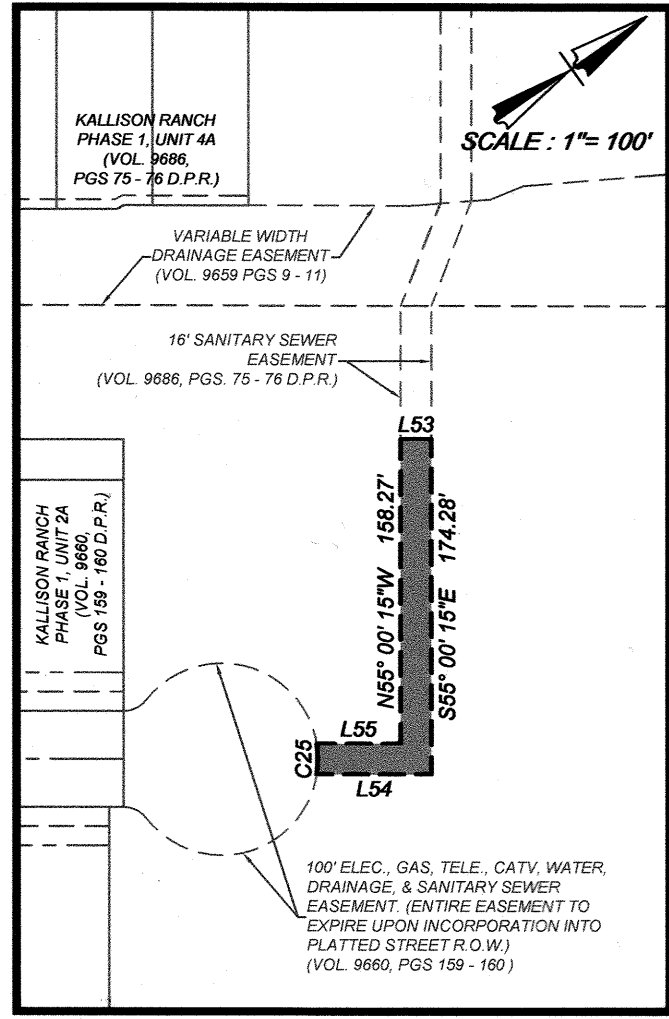 KALLISON RANCH
PHASE 1, UNIT 4A
(VOL. 9686,
PGS 75 - 76 D.P.R.)
SCALE : 1"= 100'
VARIABLE WIDTH
DRAINAGE EASEMENT
(VOL. 9659 PGS 9 - 11)
16' SANITARY SEWER
EASEMENT
(VOL. 9686, PGS. 75 - 76 D.P.R.)
L53
KALLISON RANCH
PHASE 1, UNIT 2A
(VOL. 9660,
PGS 159 - 160 D.P.R.)
N55° 00' 15"W 158.27'
S55° 00' 15"E 174.28'
L55
C25
L54
100' ELEC., GAS, TELE., CATV, WATER,
DRAINAGE, & SANITARY SEWER
EASEMENT. (ENTIRE EASEMENT TO
EXPIRE UPON INCORPORATION INTO
PLATTED STREET R.O.W.)
(VOL. 9660, PGS 159 - 160 )